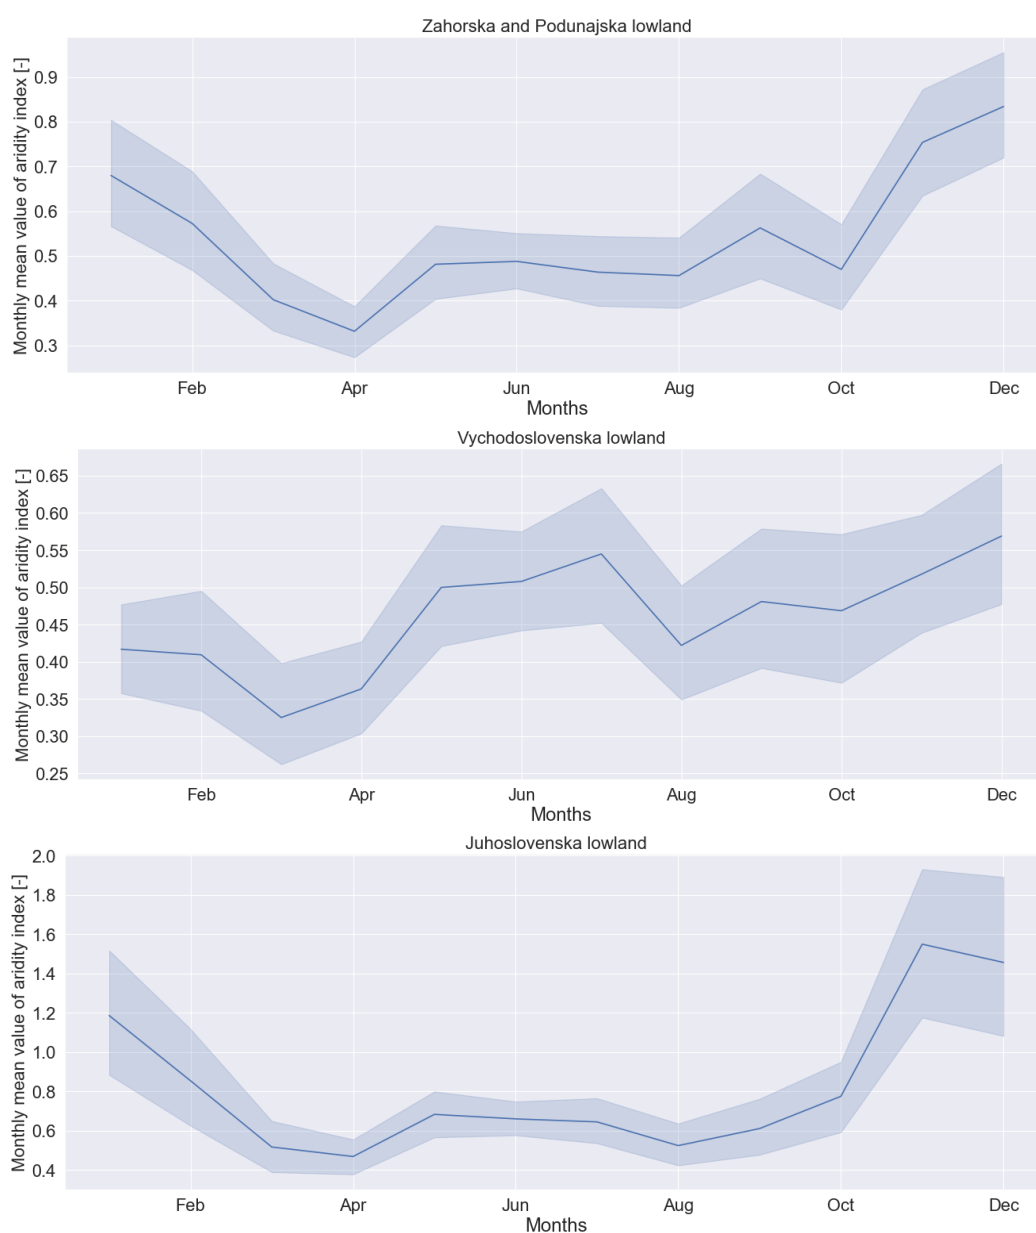 Zahorska and Podunajska lowland
Monthly mean value of aridity index [-]
0.9
0.8
0.7
0.6
0.5
0.4
0.3
Feb Apr Jun Aug Oct Dec
Months
Vychodoslovenska lowland
Monthly mean value of aridity index [-]
0.65
0.60
0.55
0.50
0.45
0.40
0.35
0.30
0.25
Feb Apr Jun Aug Oct Dec
Months
Juhoslovenska lowland
Monthly mean value of aridity index [-]
2.0
1.8
1.6
1.4
1.2
1.0
0.8
0.6
0.4
Feb Apr Jun Aug Oct Dec
Months